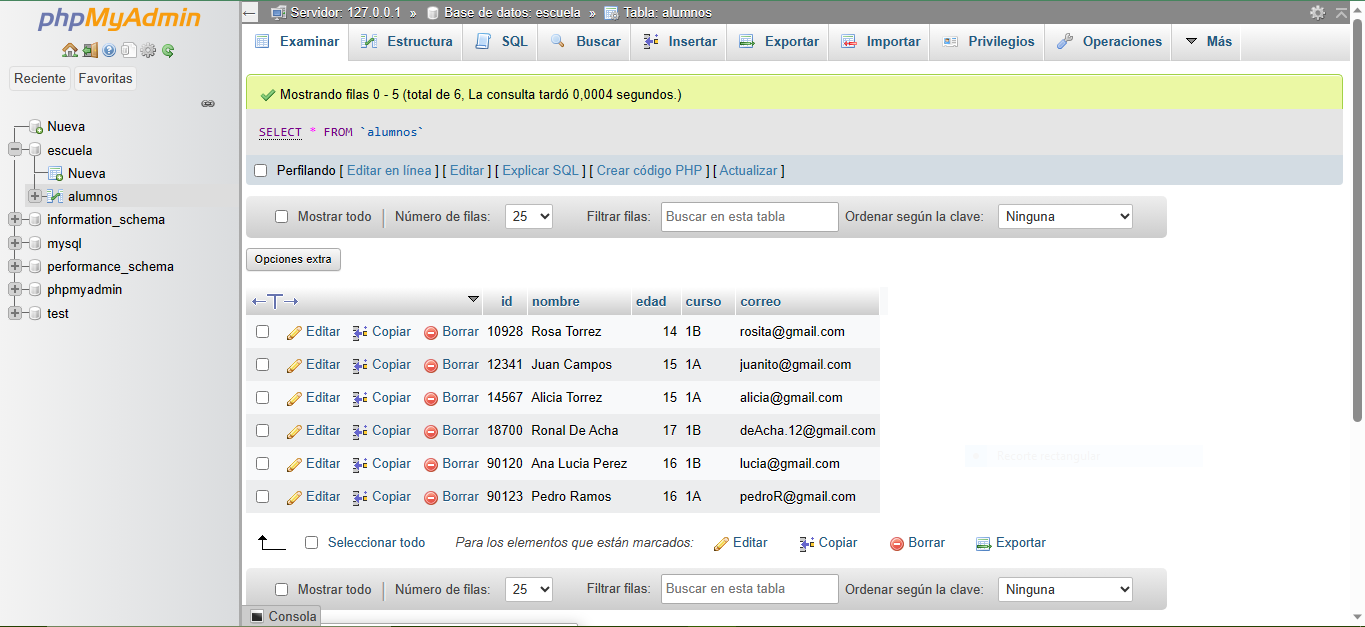 phpMyAdmin
Reciente Favoritas
Nueva
escuela
Nueva
alumnos
information_schema
mysql
performance_schema
phpmyadmin
test
Servidor: 127.0.0.1 » Base de datos: escuela » Tabla: alumnos
Examinar Estructura SQL Buscar Insertar Exportar Importar Privilegios Operaciones Más
Mostrando filas 0 - 5 (total de 6, La consulta tardó 0,0004 segundos.)
SELECT * FROM `alumnos`
Perfilando [ Editar en línea ] [ Editar ] [ Explicar SQL ] [ Crear código PHP ] [ Actualizar ]
Mostrar todo Número de filas: 25 Filtrar filas: Buscar en esta tabla Ordenar según la clave: Ninguna
Opciones extra
←T→ id nombre edad curso correo
Editar Copiar Borrar 10928 Rosa Torrez 14 1B rosita@gmail.com
Editar Copiar Borrar 12341 Juan Campos 15 1A juanito@gmail.com
Editar Copiar Borrar 14567 Alicia Torrez 15 1A alicia@gmail.com
Editar Copiar Borrar 18700 Ronal De Acha 17 1B deAcha.12@gmail.com
Editar Copiar Borrar 90120 Ana Lucia Perez 16 1B lucia@gmail.com
Editar Copiar Borrar 90123 Pedro Ramos 16 1A pedroR@gmail.com
Seleccionar todo Para los elementos que están marcados: Editar Copiar Borrar Exportar
Mostrar todo Número de filas: 25 Filtrar filas: Buscar en esta tabla Ordenar según la clave: Ninguna
Consola